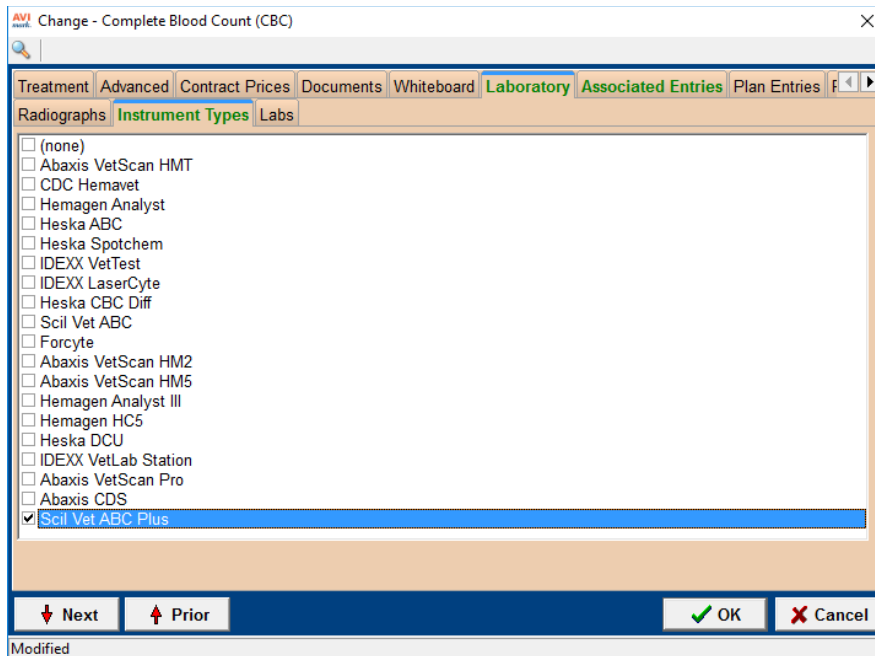 AVI mark. Change - Complete Blood Count (CBC)
Treatment Advanced Contract Prices Documents Whiteboard Laboratory Associated Entries Plan Entries
Radiographs Instrument Types Labs
(none)
Abaxis VetScan HMT
CDC Hemavet
Hemagen Analyst
Heska ABC
Heska Spotchem
IDEXX VetTest
IDEXX LaserCyte
Heska CBC Diff
Scil Vet ABC
Forcyte
Abaxis VetScan HM2
Abaxis VetScan HM5
Hemagen Analyst III
Hemagen HC5
Heska DCU
IDEXX VetLab Station
Abaxis VetScan Pro
Abaxis CDS
Scil Vet ABC Plus
Next Prior OK Cancel
Modified